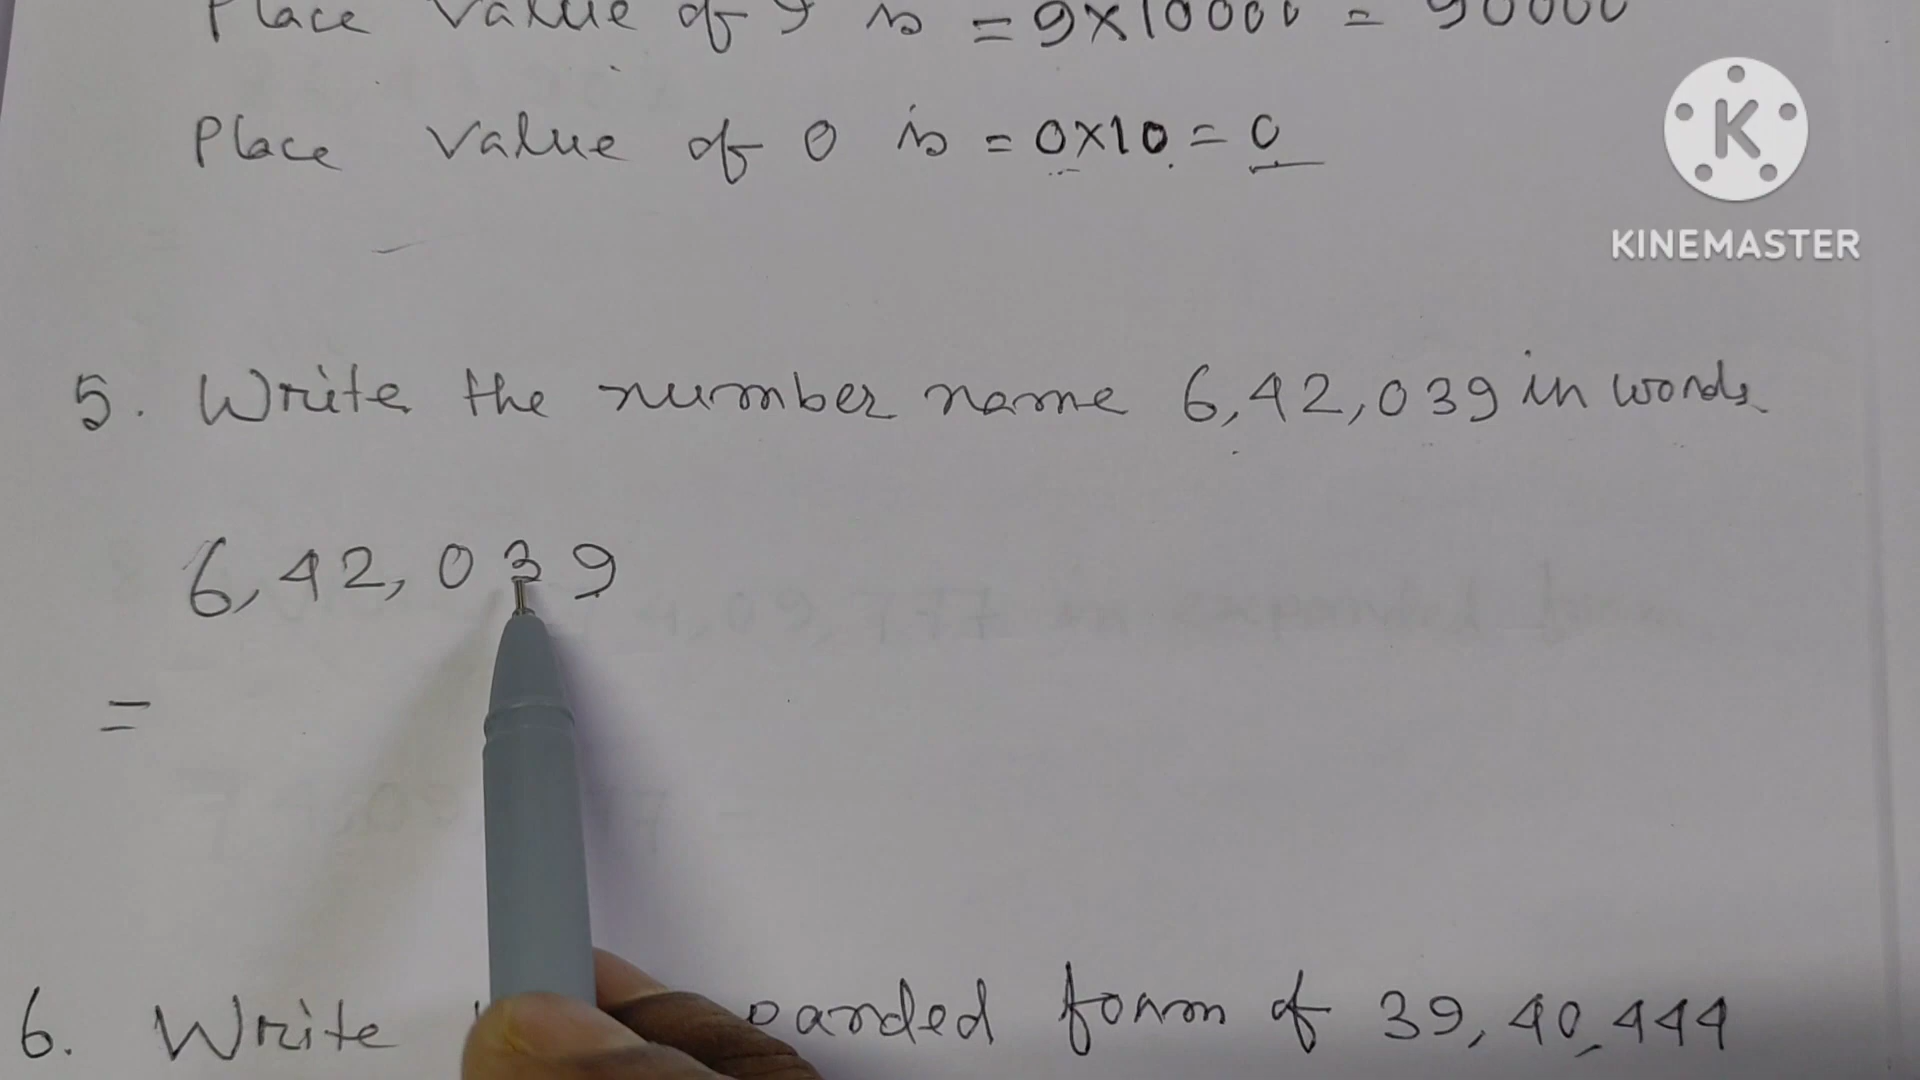 Place value of 9 is = 9×10000 = 90000
Place value of 0 is = 0×10 = 0
K
KINEMASTER
5. Write the number name 6,42,039 in words.
6,42,039
=
6. Write panded form of 39,40,444